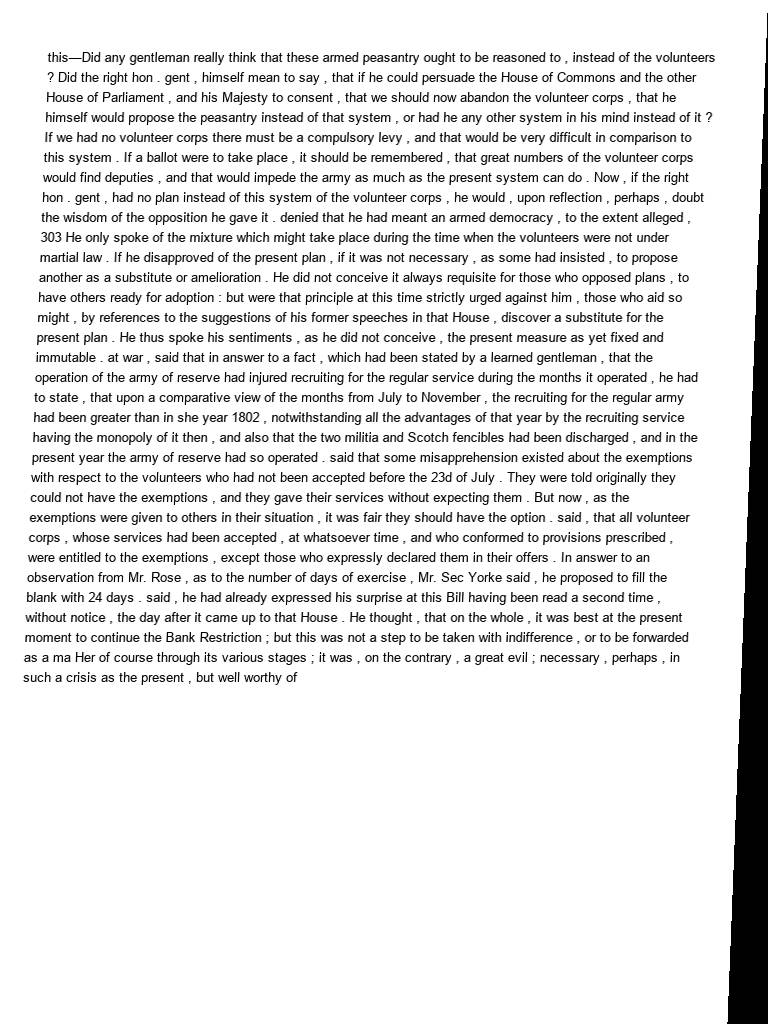 this—Did any gentleman really think that these armed peasantry ought to be reasoned to , instead of the volunteers
? Did the right hon . gent , himself mean to say , that if he could persuade the House of Commons and the other
House of Parliament , and his Majesty to consent , that we should now abandon the volunteer corps , that he
himself would propose the peasantry instead of that system , or had he any other system in his mind instead of it ?
If we had no volunteer corps there must be a compulsory levy , and that would be very difficult in comparison to
this system . If a ballot were to take place , it should be remembered , that great numbers of the volunteer corps
would find deputies , and that would impede the army as much as the present system can do . Now , if the right
hon . gent , had no plan instead of this system of the volunteer corps , he would , upon reflection , perhaps , doubt
the wisdom of the opposition he gave it . denied that he had meant an armed democracy , to the extent alleged ,
303 He only spoke of the mixture which might take place during the time when the volunteers were not under
martial law . If he disapproved of the present plan , if it was not necessary , as some had insisted , to propose
another as a substitute or amelioration . He did not conceive it always requisite for those who opposed plans , to
have others ready for adoption : but were that principle at this time strictly urged against him , those who aid so
might , by references to the suggestions of his former speeches in that House , discover a substitute for the
present plan . He thus spoke his sentiments , as he did not conceive , the present measure as yet fixed and
immutable . at war , said that in answer to a fact , which had been stated by a learned gentleman , that the
operation of the army of reserve had injured recruiting for the regular service during the months it operated , he had
to state , that upon a comparative view of the months from July to November , the recruiting for the regular army
had been greater than in she year 1802 , notwithstanding all the advantages of that year by the recruiting service
having the monopoly of it then , and also that the two militia and Scotch fencibles had been discharged , and in the
present year the army of reserve had so operated . said that some misapprehension existed about the exemptions
with respect to the volunteers who had not been accepted before the 23d of July . They were told originally they
could not have the exemptions , and they gave their services without expecting them . But now , as the
exemptions were given to others in their situation , it was fair they should have the option . said , that all volunteer
corps , whose services had been accepted , at whatsoever time , and who conformed to provisions prescribed ,
were entitled to the exemptions , except those who expressly declared them in their offers . In answer to an
observation from Mr. Rose , as to the number of days of exercise , Mr. Sec Yorke said , he proposed to fill the
blank with 24 days . said , he had already expressed his surprise at this Bill having been read a second time ,
without notice , the day after it came up to that House . He thought , that on the whole , it was best at the present
moment to continue the Bank Restriction ; but this was not a step to be taken with indifference , or to be forwarded
as a ma Her of course through its various stages ; it was , on the contrary , a great evil ; necessary , perhaps , in
such a crisis as the present , but well worthy of